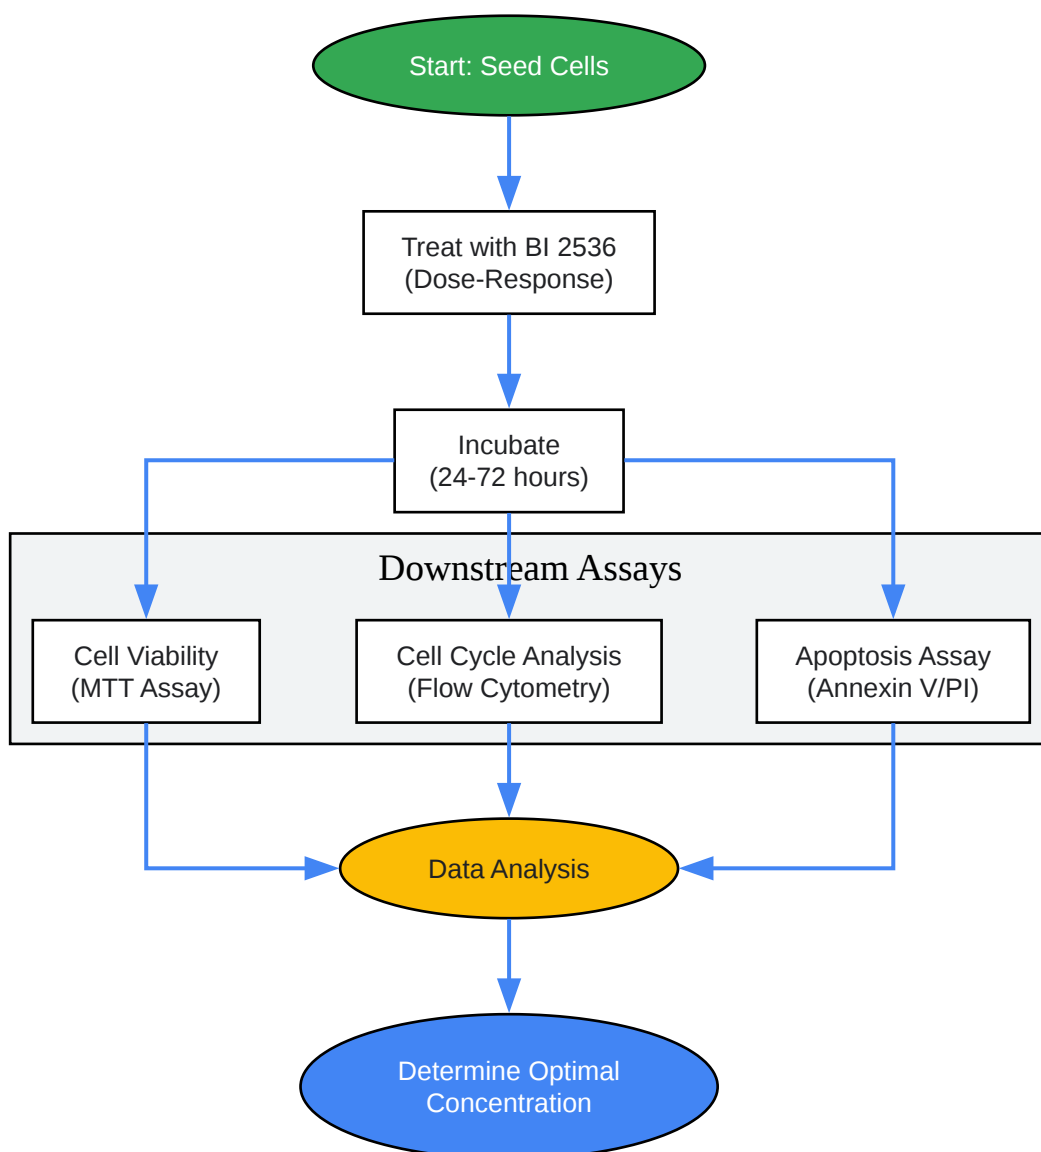 Start: Seed Cells
Treat with BI 2536
(Dose-Response)
Incubate
(24-72 hours)
Downstream Assays
Cell Viability
(MTT Assay)
Cell Cycle Analysis
(Flow Cytometry)
Apoptosis Assay
(Annexin V/PI)
Data Analysis
Determine Optimal
Concentration